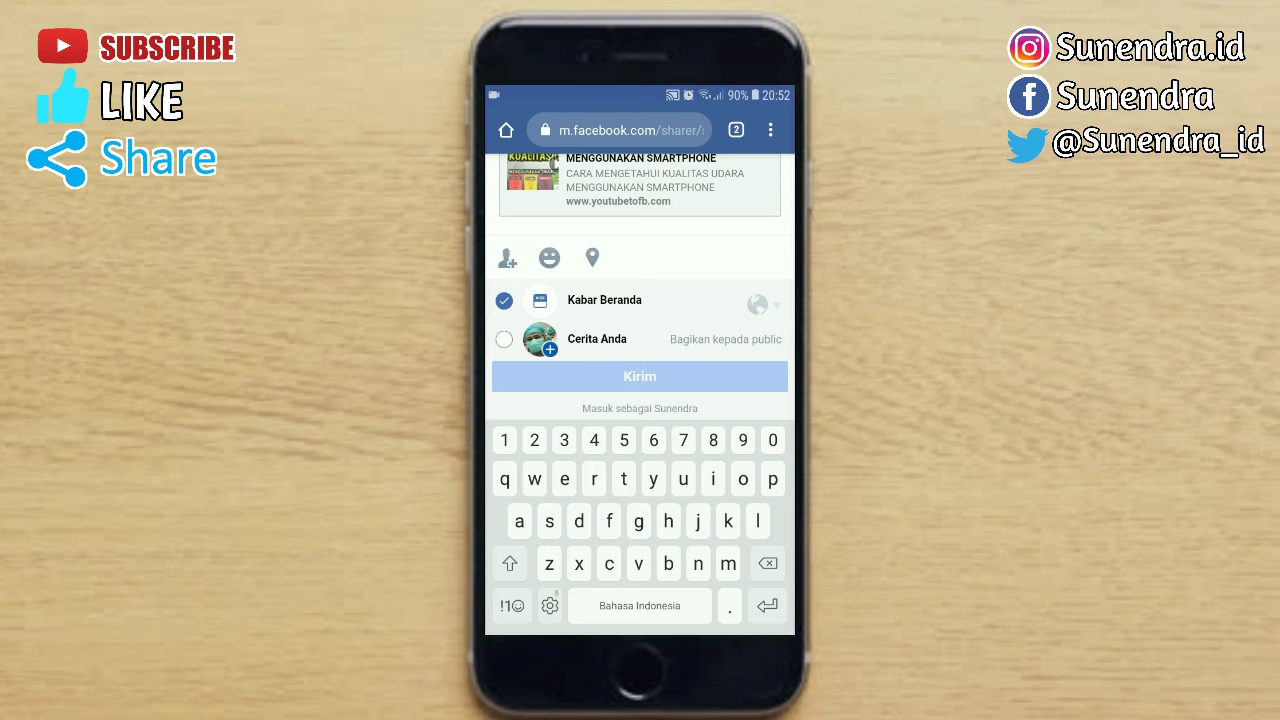 SUBSCRIBE
LIKE
Share
Sunendra.id
Sunendra
@Sunendra_id
90% 20:52
m.facebook.com/sharer/
2
KUALITAS
MENGGUNAKAN SMARTPHONE
CARA MENGETAHUI KUALITAS UDARA
MENGGUNAKAN SMARTPHONE
www.youtubetofb.com
Kabar Beranda
Cerita Anda
Bagikan kepada public
Kirim
Masuk sebagai Sunendra
1 2 3 4 5 6 7 8 9 0
q w e r t y u i o p
a s d f g h j k l
z x c v b n m
!1☺ Bahasa Indonesia .